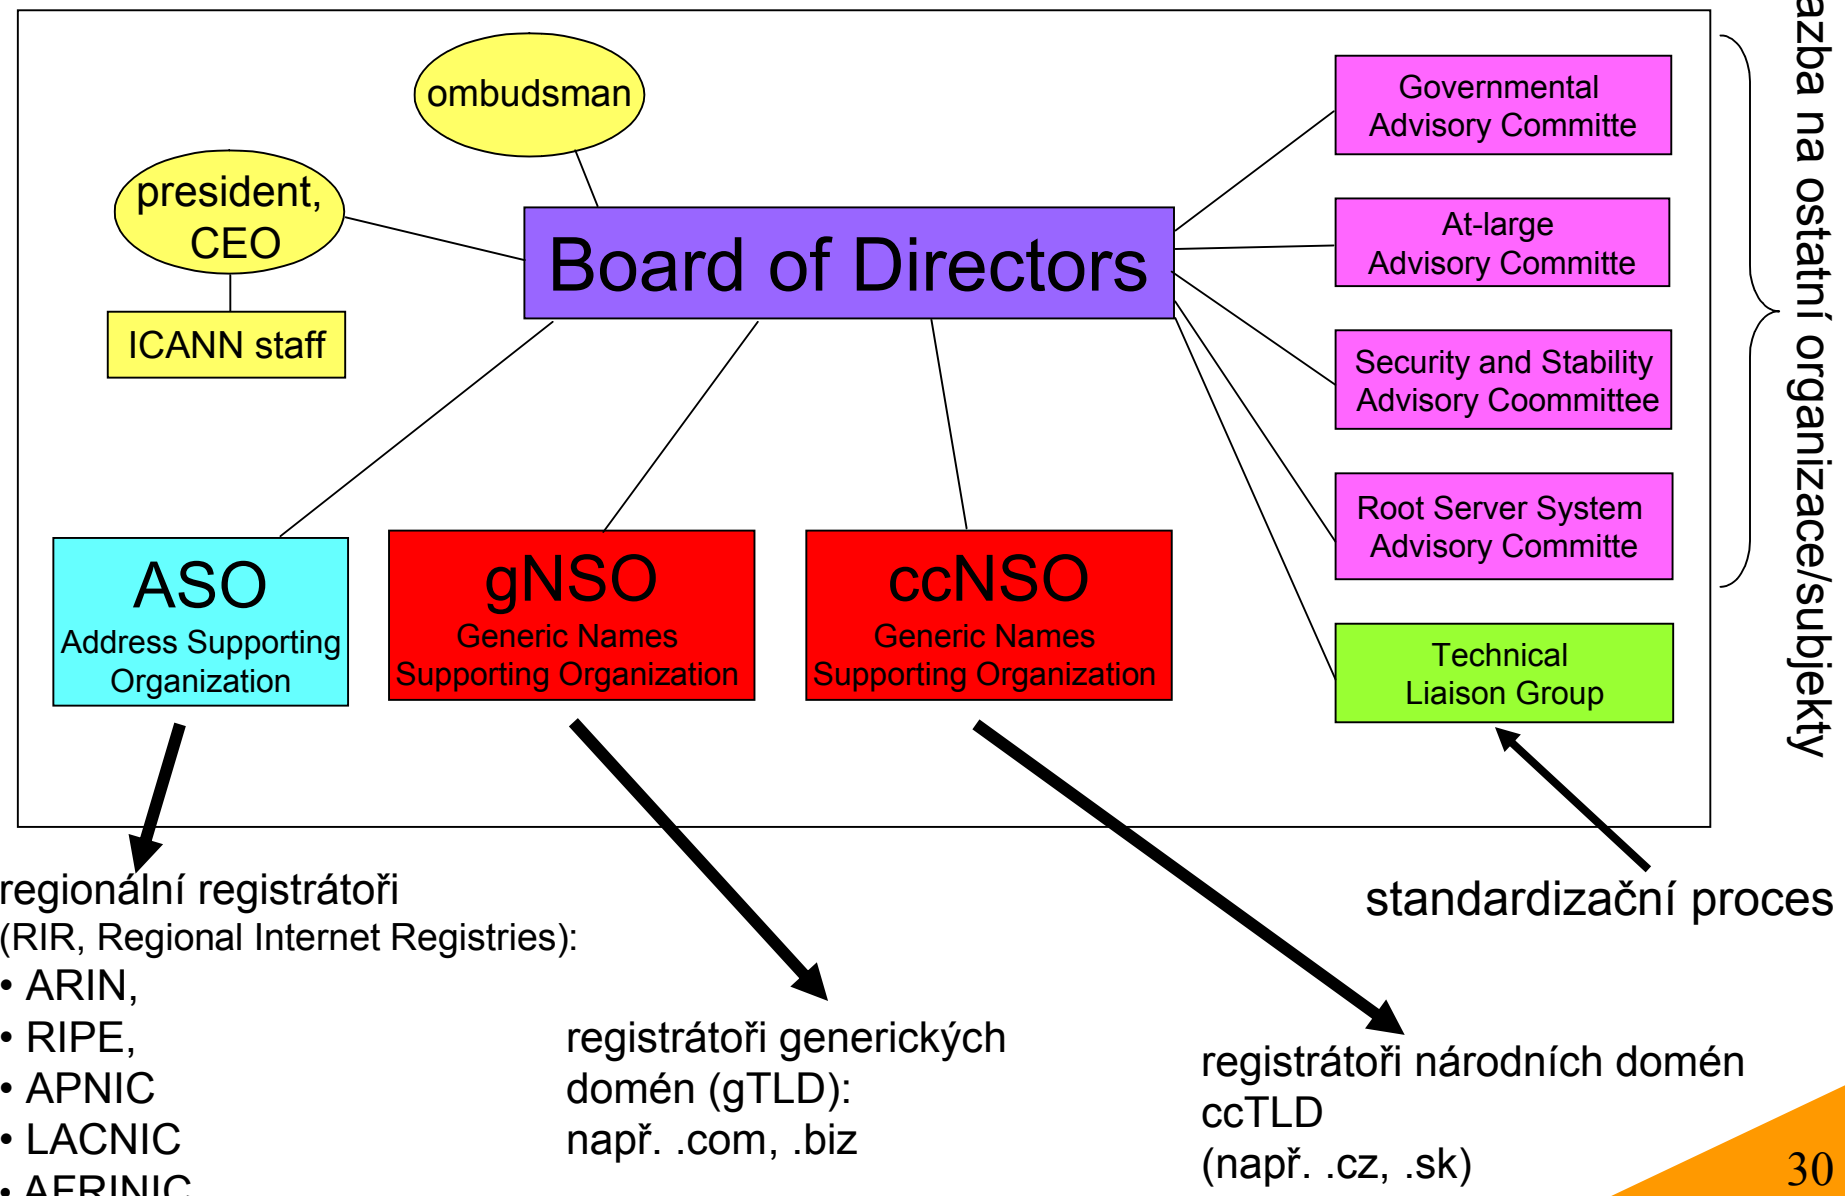 ombudsman
president,
CEO
ICANN staff
Board of Directors
Governmental
Advisory Committe
At-large
Advisory Committe
Security and Stability
Advisory Coommittee
Root Server System
Advisory Committe
Technical
Liaison Group
azba na ostatní organizace/subjekty
ASO
Address Supporting
Organization
gNSO
Generic Names
Supporting Organization
ccNSO
Generic Names
Supporting Organization
regionální registrátoři
(RIR, Regional Internet Registries):
• ARIN,
• RIPE,
• APNIC
• LACNIC
• AFRINIC
registrátoři generických
domén (gTLD):
např. .com, .biz
registrátoři národních domén
ccTLD
(např. .cz, .sk)
standardizační proces
30